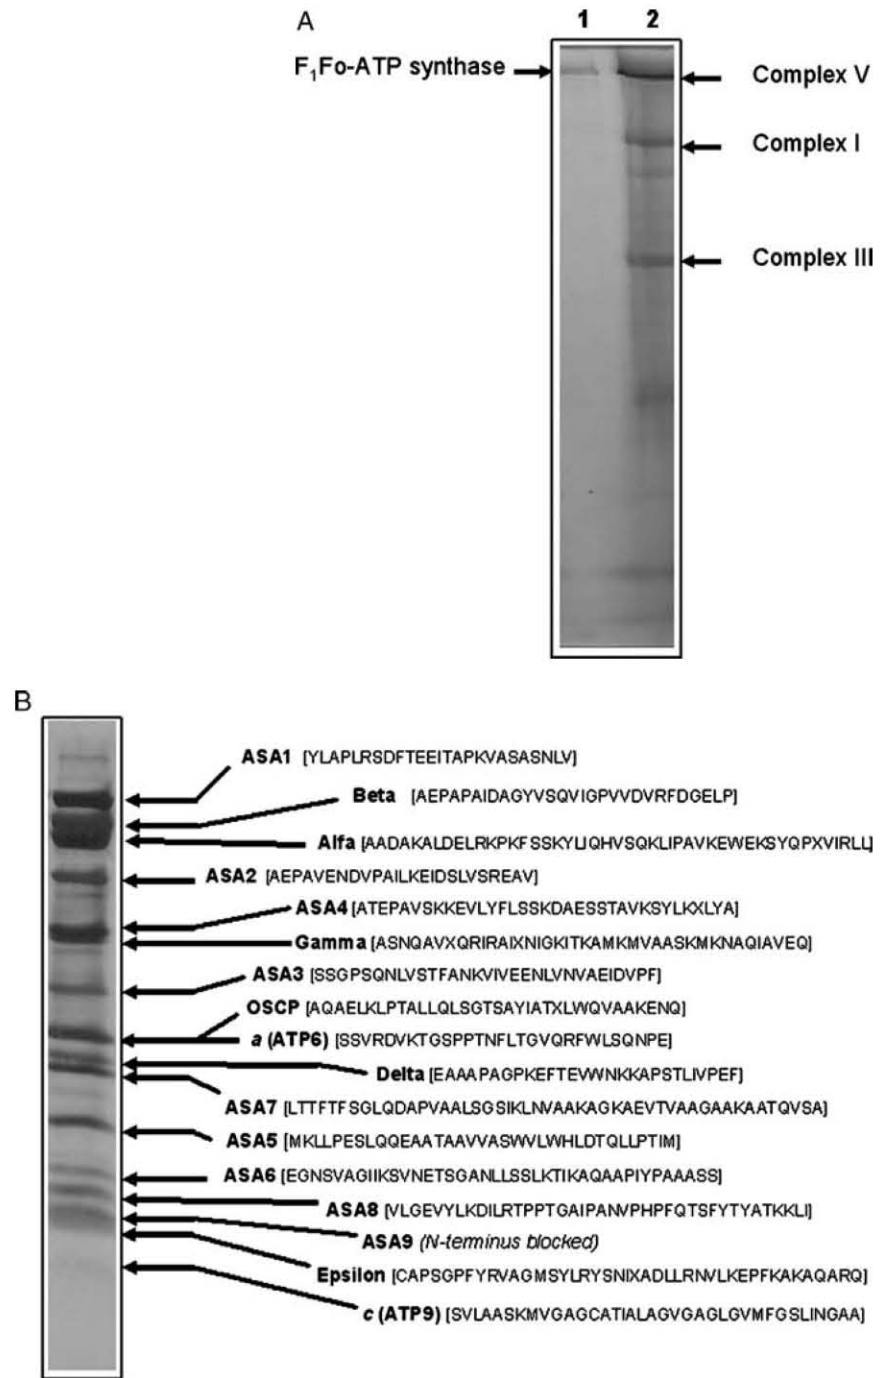 A
1 2
F1Fo-ATP synthase
Complex V
Complex I
Complex III
B
ASA1 [YLAPLRSDFTEEITAPKVASASNLV]
Beta [AEPAPAIDAGYVSQVIGPVVDVRFDGELP]
Alfa [AADAKALDELRKPKFSSKYLIQHVSQKLIPAVKEWEKSYQPXVIRLL]
ASA2 [AEPAVENDVPAILKEIDSLVSREAV]
ASA4 [ATEPAVSKKEVLYFLSSKDAESSTAVKSYLKXLYA]
Gamma [ASNQAVXQRIRAIXNIGKITKAMKMVAASKMKNAQIAVEQ]
ASA3 [SSGPSQNLVSTFANKVIVEENLVNVAEIDVPF]
OSCP [AQAELKLPTALLQLSGTSAYIATXLWQVAAKENQ]
a (ATP6) [SSVRDVKTGSPPTNFLTGVQRFWLSQNPE]
Delta [EAAAPAGPKEFTEVWNKKAPSTLIVPEF]
ASA7 [LTTFTFSGLQDAPVAALSGSIKLNVAAKAGKAEVTVAAGAAKAATQVSA]
ASA5 [MKLLPESLQQEAATAAVVASWVLWHLDTQLLPTIM]
ASA6 [EGNSVAGIIKSVNETSGANLLSSLKTIKAQAAPIYPAAASS]
ASA8 [VLGEVYLKDILRTPPTGAIPANVPHPFQTSFYTYATKKLI]
ASA9 (N-terminus blocked)
Epsilon [CAPSGPFYRVAGMSYLRYSNIXADLLRNVLKEPFKAKAQARQ]
c (ATP9) [SVLAASKMVGAGCATIALAGVGAGLGVMFGSLINGAA]